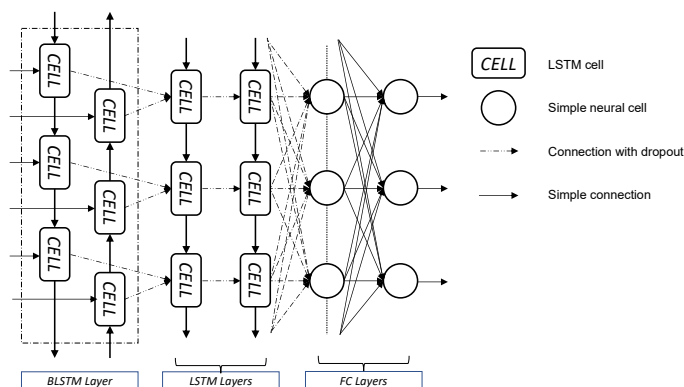 CELL
CELL
CELL
CELL
CELL
CELL
CELL
CELL
CELL
CELL
CELL
CELL
CELL LSTM cell
Simple neural cell
Connection with dropout
Simple connection
BLSTM Layer LSTM Layers FC Layers